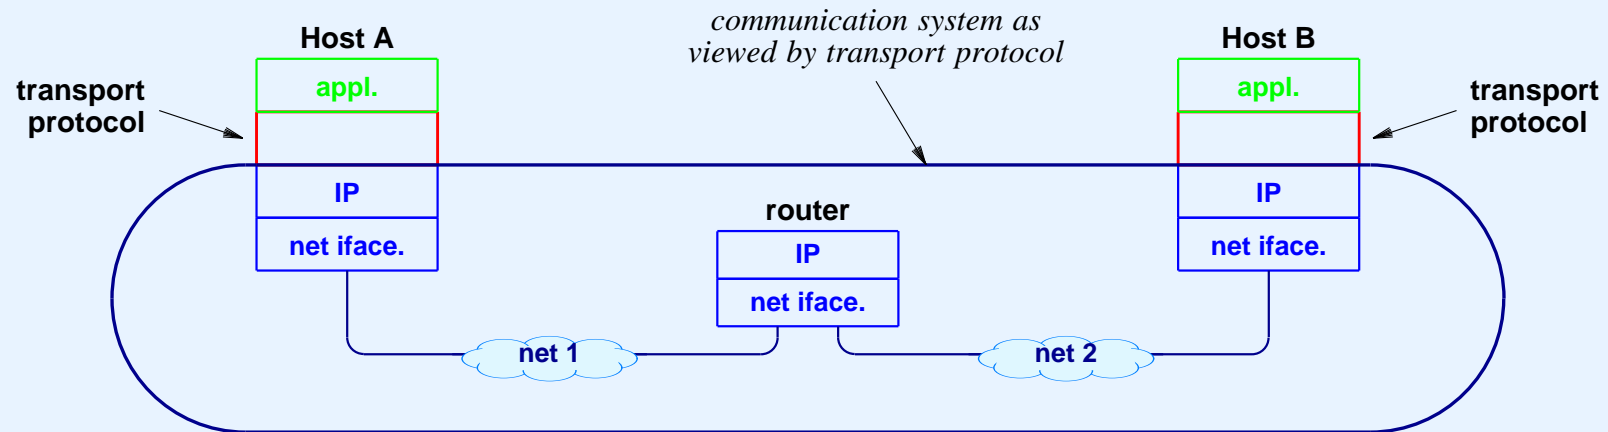 communication system as
viewed by transport protocol
Host A
Host B
transport
protocol
appl.
appl.
transport
protocol
IP
net iface.
router
IP
net iface.
IP
net iface.
net 1
net 2